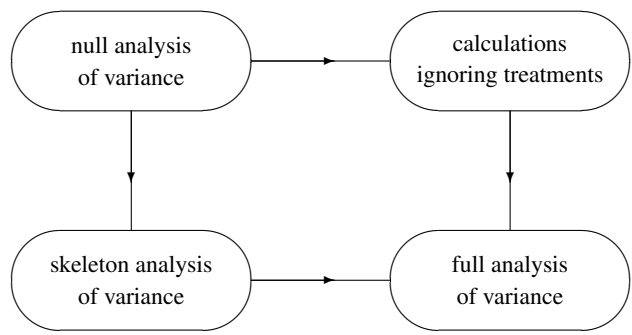 null analysis
of variance
calculations
ignoring treatments
skeleton analysis
of variance
full analysis
of variance